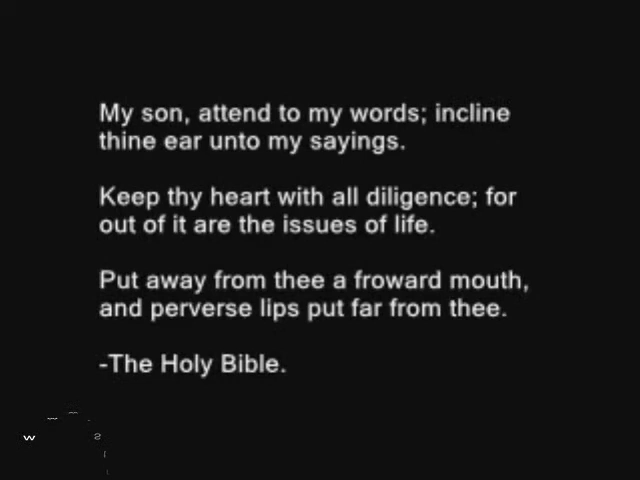 My son, attend to my words; incline
thine ear unto my sayings.
Keep thy heart with all diligence; for
out of it are the issues of life.
Put away from thee a froward mouth,
and perverse lips put far from thee.
-The Holy Bible.